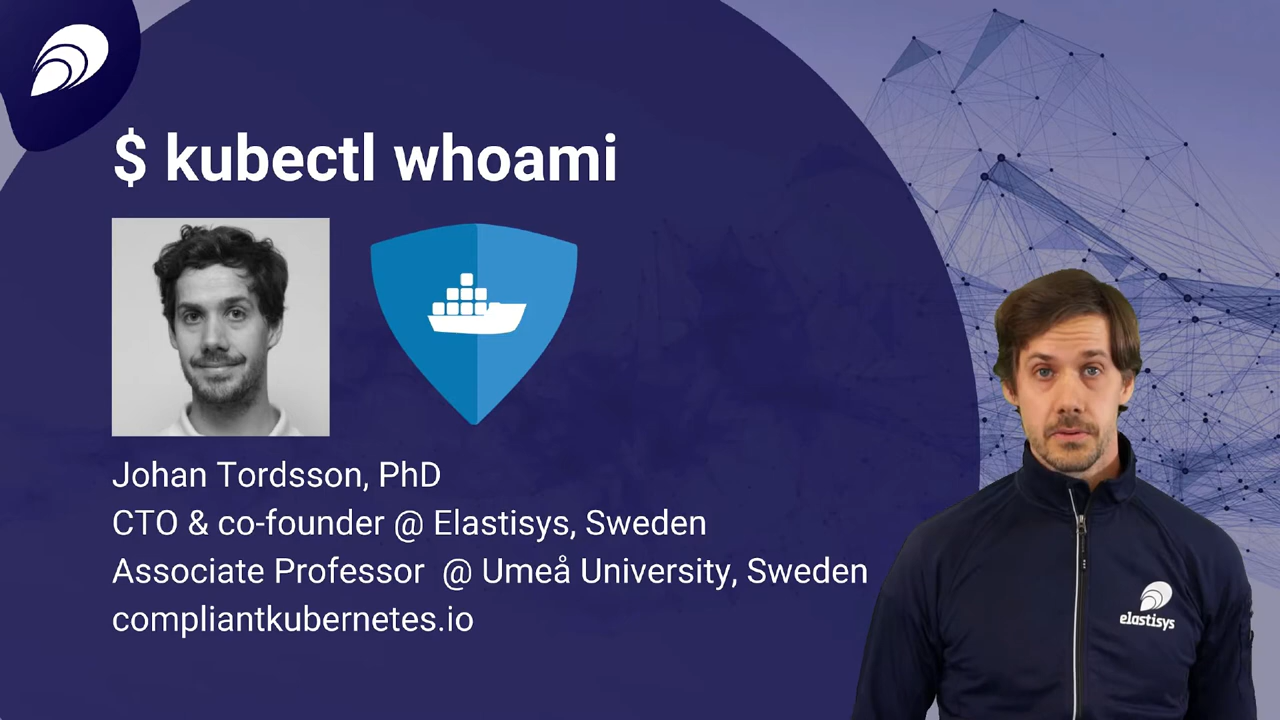 $ kubectl whoami
Johan Tordsson, PhD
CTO & co-founder @ Elastisys, Sweden
Associate Professor @ Umeå University, Sweden
compliantkubernetes.io
elastisys